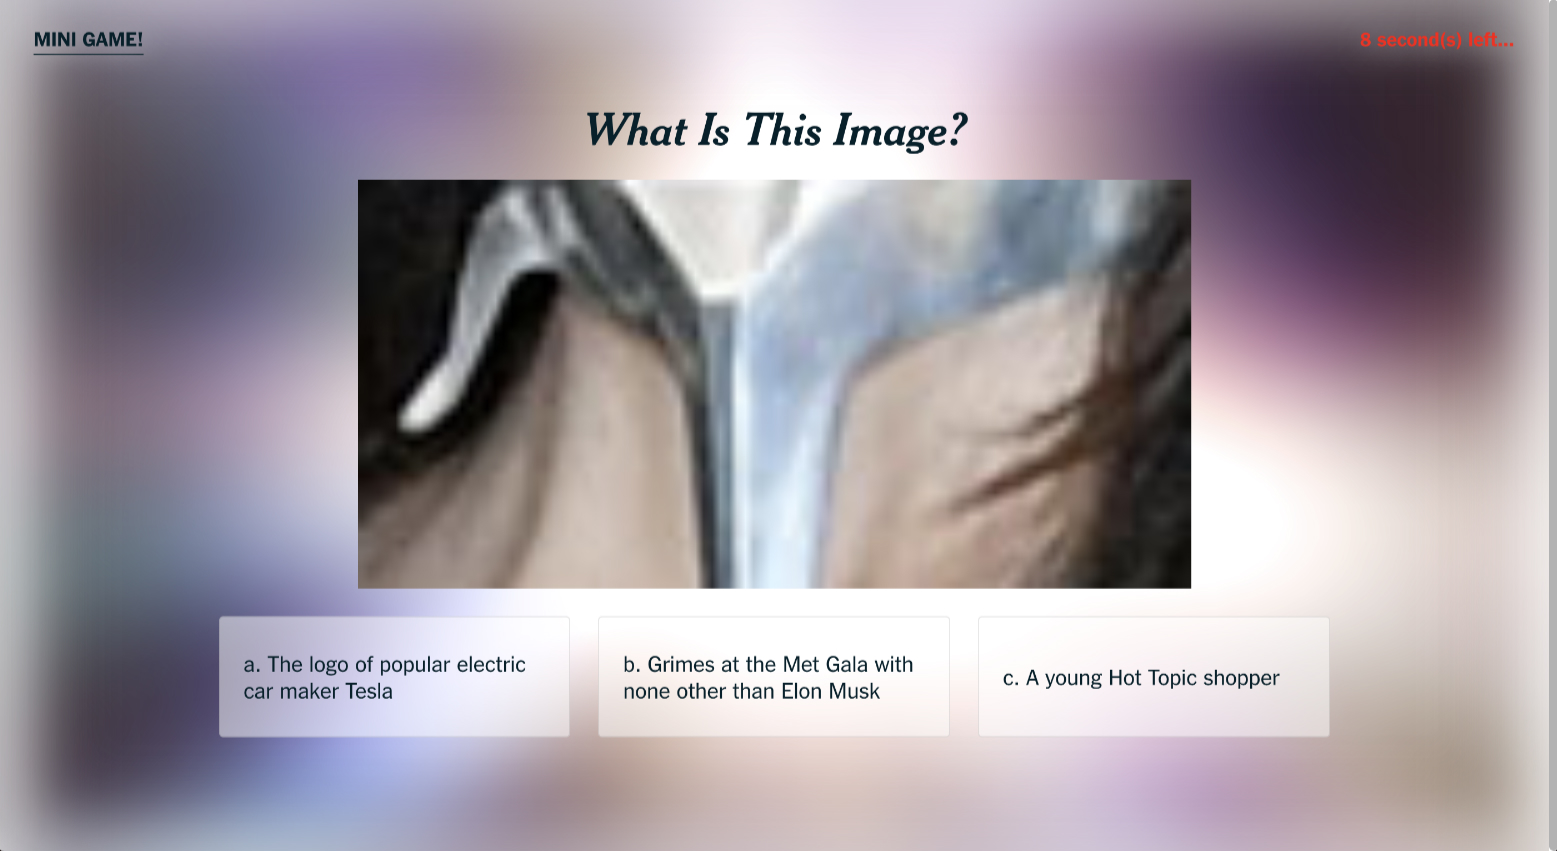 MINI GAME!
8 second(s) left...
What Is This Image?
a. The logo of popular electric
car maker Tesla
b. Grimes at the Met Gala with
none other than Elon Musk
c. A young Hot Topic shopper